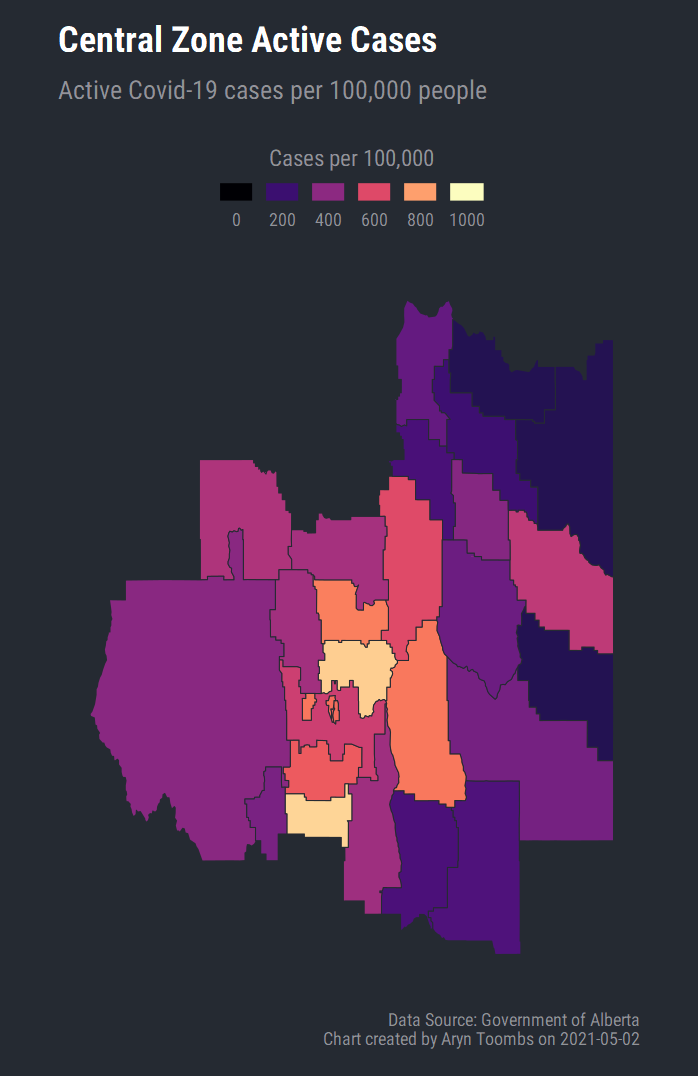 Central Zone Active Cases
Active Covid-19 cases per 100,000 people
Cases per 100,000
0 200 400 600 800 1000
Data Source: Government of Alberta
Chart created by Aryn Toombs on 2021-05-02